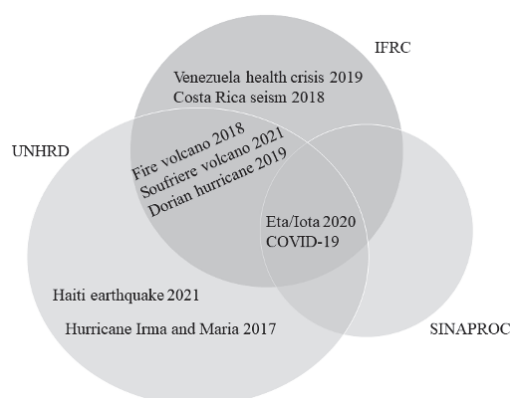 IFRC
Venezuela health crisis 2019
Costa Rica seism 2018
UNHRD
Fire volcano 2018
Soufriere volcano 2021
Dorian hurricane 2019
Eta/Iota 2020
COVID-19
Haiti earthquake 2021
Hurricane Irma and Maria 2017
SINAPROC